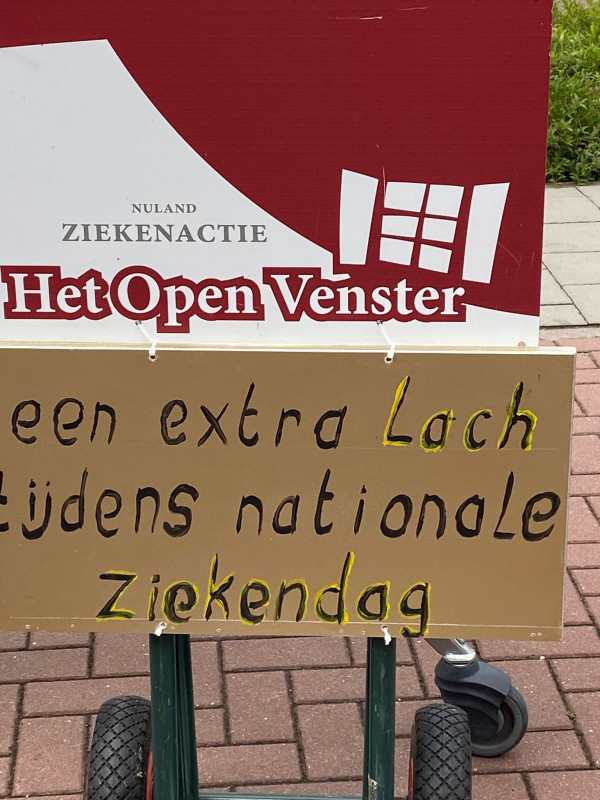 NULAND
ZIEKENACTIE
Het Open Venster
een extra Lach
tijdens nationale
ziekendag